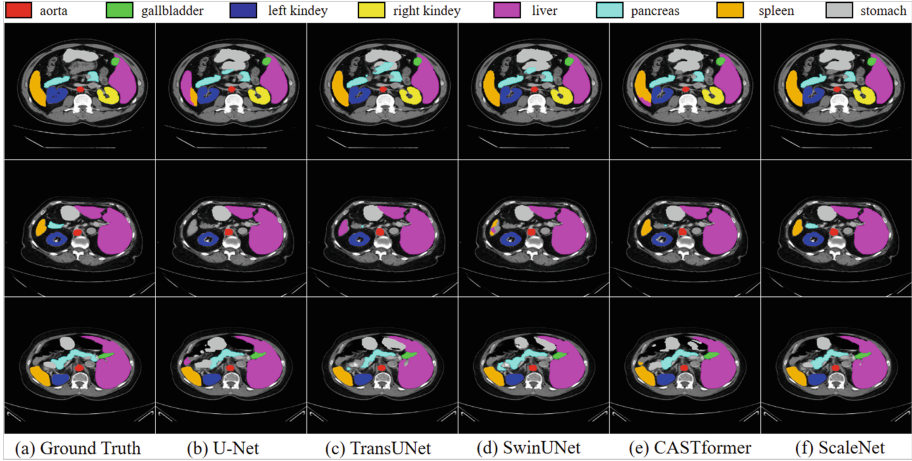 aorta gallbladder left kindey right kindey liver pancreas spleen stomach
(a) Ground Truth (b) U-Net (c) TransUNet (d) SwinUNet (e) CASTformer (f) ScaleNet